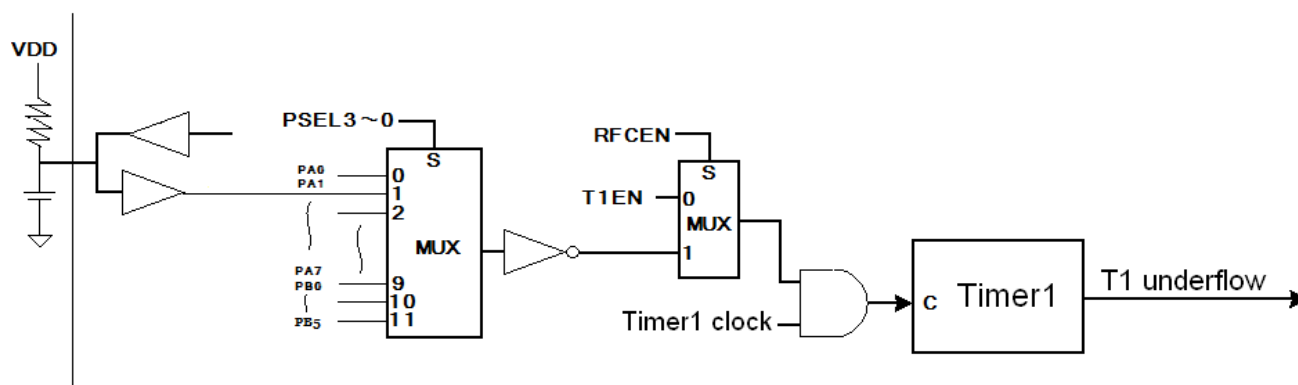 VDD
PSEL3~0
S
PA0
PA1
PA7
PB0
PB5
0
1
2
9
10
11
MUX
RFCEN
S
T1EN
0
MUX
1
Timer1 clock
C
Timer1
T1 underflow